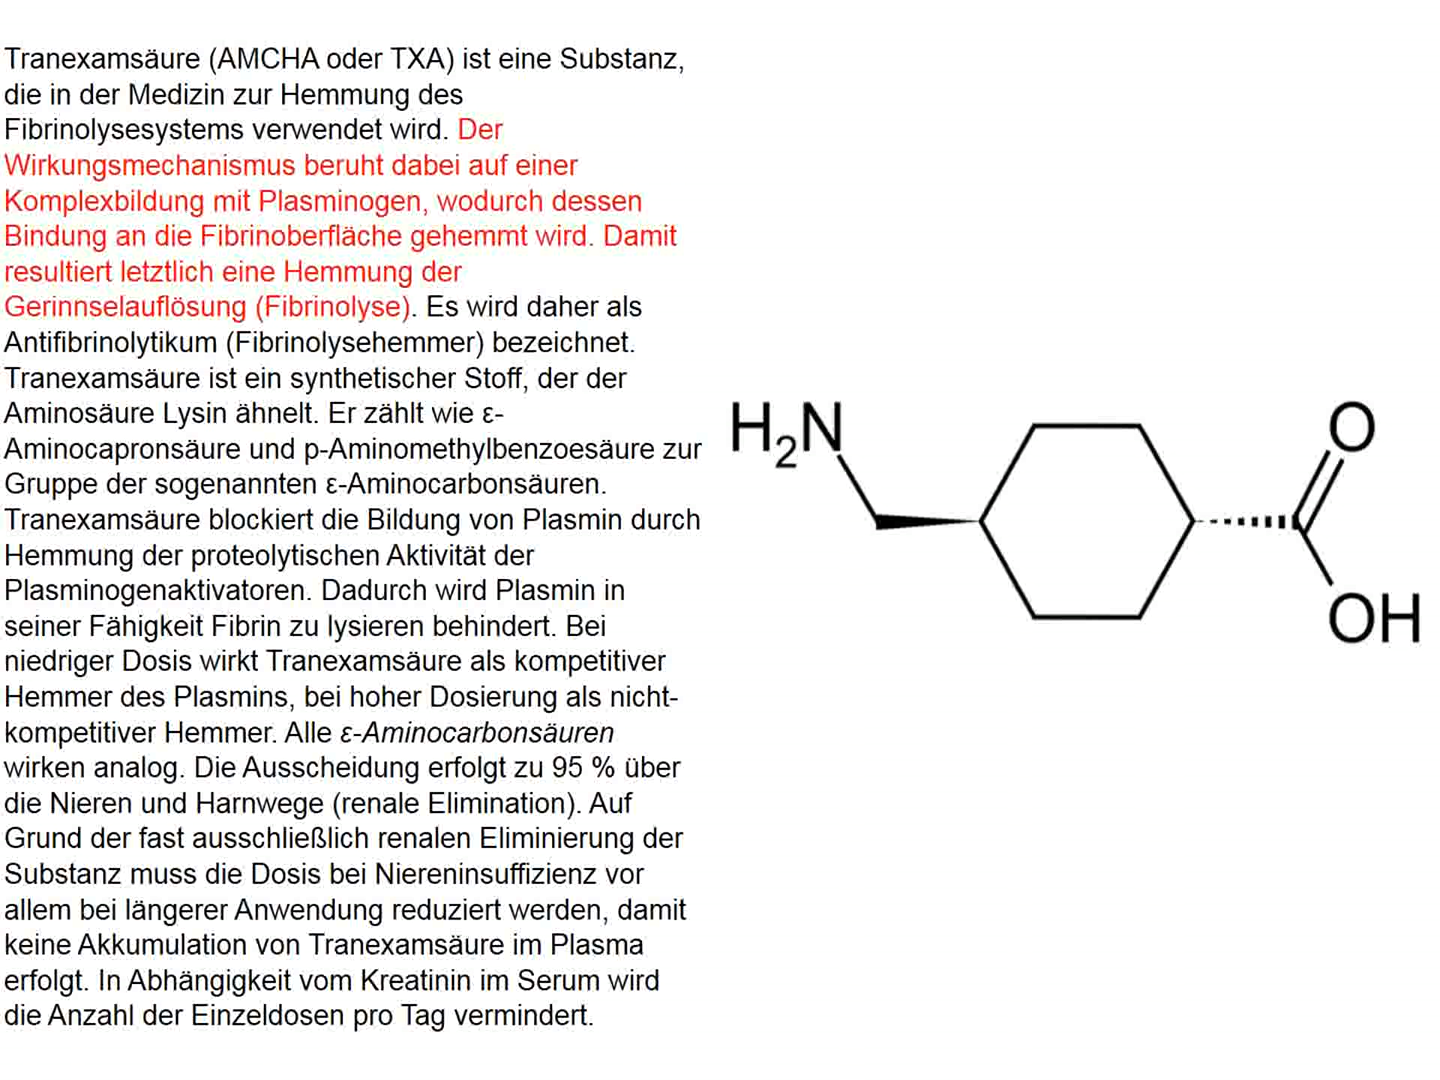 Tranexamsäure (AMCHA oder TXA) ist eine Substanz,
die in der Medizin zur Hemmung des
Fibrinolysesystems verwendet wird. Der
Wirkungsmechanismus beruht dabei auf einer
Komplexbildung mit Plasminogen, wodurch dessen
Bindung an die Fibrinoberfläche gehemmt wird. Damit
resultiert letztlich eine Hemmung der
Gerinnselauflösung (Fibrinolyse). Es wird daher als
Antifibrinolytikum (Fibrinolysehemmer) bezeichnet.
Tranexamsäure ist ein synthetischer Stoff, der der
Aminosäure Lysin ähnelt. Er zählt wie ε-
Aminocapronsäure und p-Aminomethylbenzoesäure zur
Gruppe der sogenannten ε-Aminocarbonsäuren.
Tranexamsäure blockiert die Bildung von Plasmin durch
Hemmung der proteolytischen Aktivität der
Plasminogenaktivatoren. Dadurch wird Plasmin in
seiner Fähigkeit Fibrin zu lysieren behindert. Bei
niedriger Dosis wirkt Tranexamsäure als kompetitiver
Hemmer des Plasmins, bei hoher Dosierung als nicht-
kompetitiver Hemmer. Alle ε-Aminocarbonsäuren
wirken analog. Die Ausscheidung erfolgt zu 95 % über
die Nieren und Harnwege (renale Elimination). Auf
Grund der fast ausschließlich renalen Eliminierung der
Substanz muss die Dosis bei Niereninsuffizienz vor
allem bei längerer Anwendung reduziert werden, damit
keine Akkumulation von Tranexamsäure im Plasma
erfolgt. In Abhängigkeit vom Kreatinin im Serum wird
die Anzahl der Einzeldosen pro Tag vermindert.
H2N
O
OH